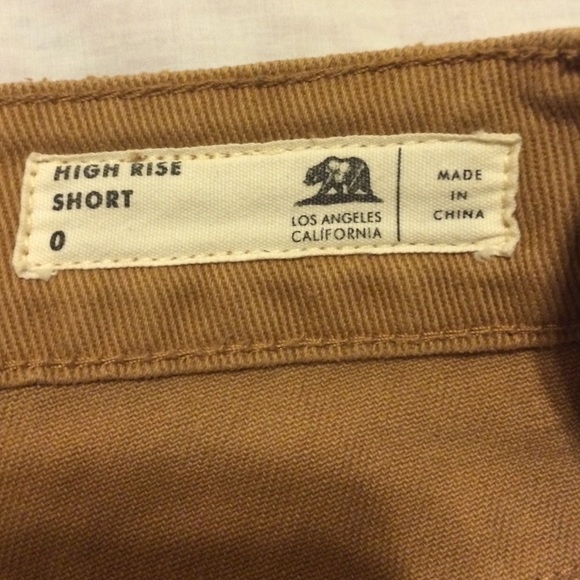 HIGH RISE
SHORT
0
LOS ANGELES
CALIFORNIA
MADE
IN
CHINA